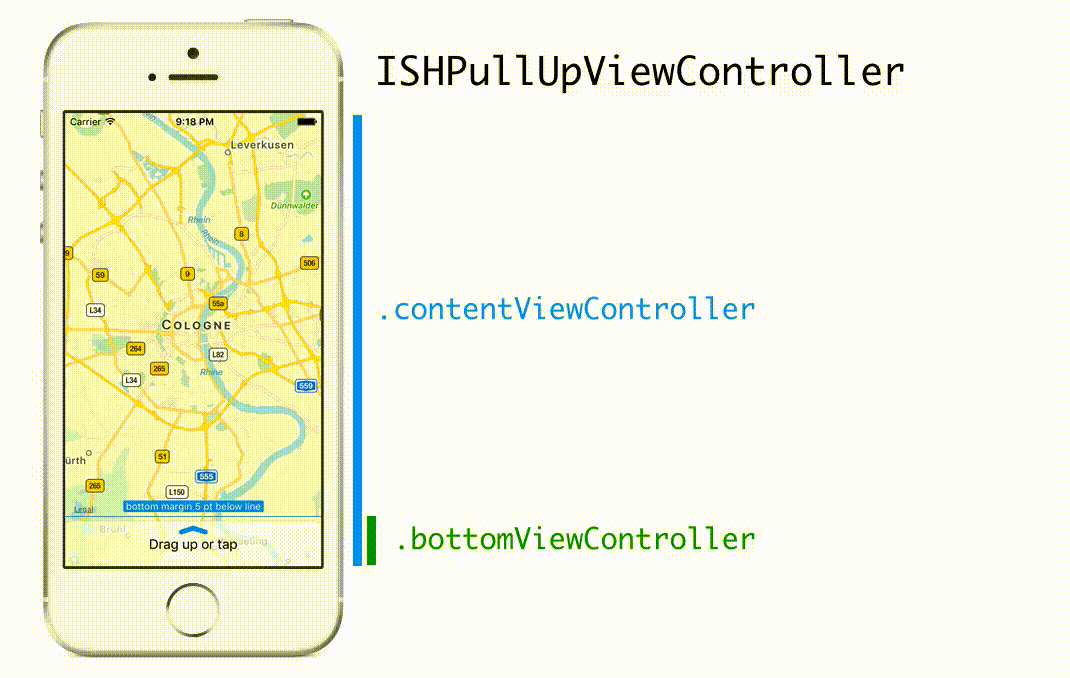 ISHPullUpViewController
Carrier 9:18 PM
Leverkusen
Dünnwalder
Rhein
8
Rhein
9
506
59
9
55a
L34
.contentViewController
COLOGNE
264
L82
265
Rhine
L34
559
51
ürth
555
265
L150
Legal
bottom margin 5 pt below line
Brühl
Drag up or tap
.bottomViewController